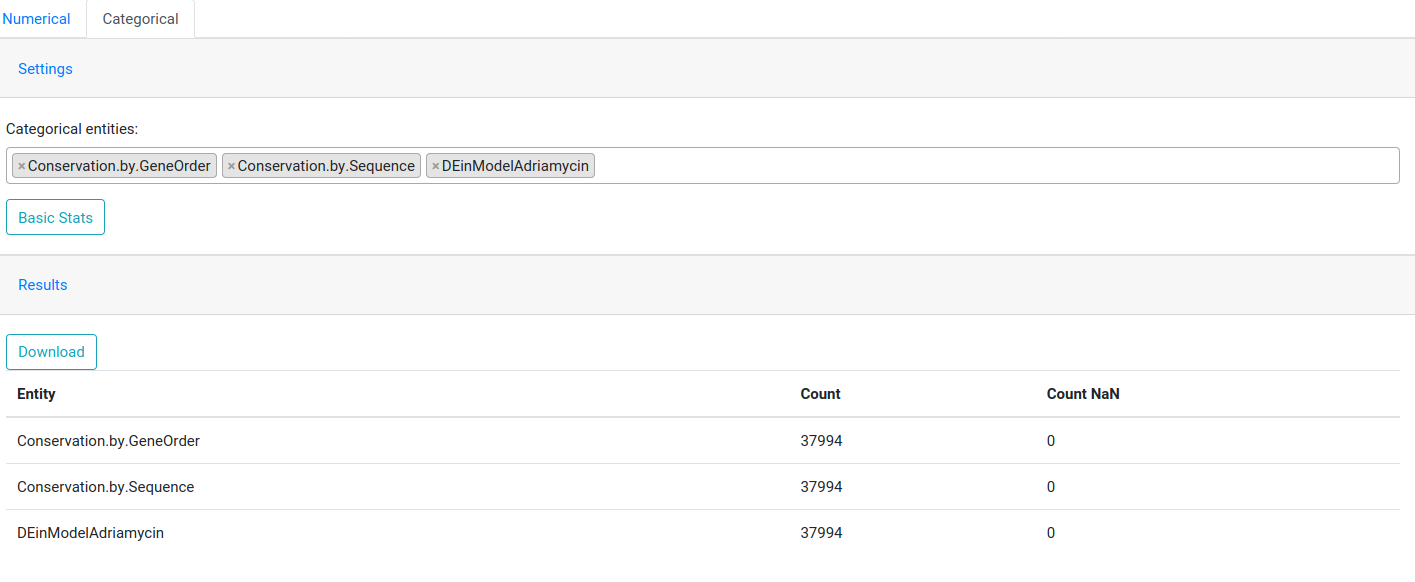 Numerical Categorical
Settings
Categorical entities:
×Conservation.by.GeneOrder ×Conservation.by.Sequence ×DEinModelAdriamycin
Basic Stats
Results
Download
Entity Count Count NaN
Conservation.by.GeneOrder 37994 0
Conservation.by.Sequence 37994 0
DEinModelAdriamycin 37994 0